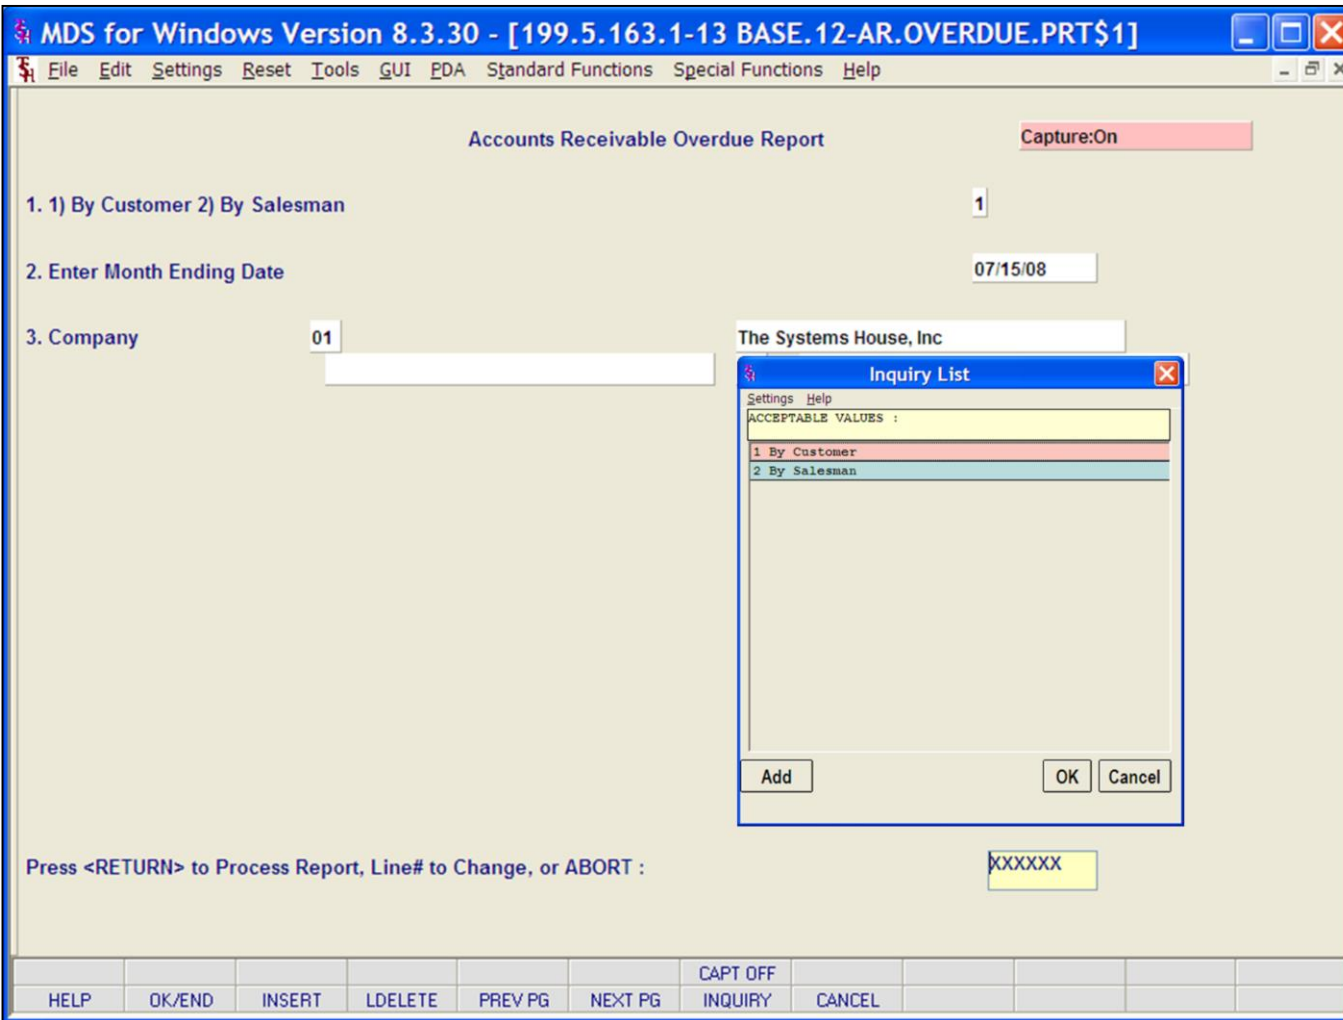 MDS for Windows Version 8.3.30 - [199.5.163.1-13 BASE.12-AR.OVERDUE.PRT$1]
File Edit Settings Reset Tools GUI PDA Standard Functions Special Functions Help
Accounts Receivable Overdue Report Capture:On
1. 1) By Customer 2) By Salesman 1
2. Enter Month Ending Date 07/15/08
3. Company 01 The Systems House, Inc
Inquiry List
Settings Help
ACCEPTABLE VALUES :
1 By Customer
2 By Salesman
Add OK Cancel
Press <RETURN> to Process Report, Line# to Change, or ABORT : XXXXXX
CAPT OFF
HELP OK/END INSERT LDELETE PREV PG NEXT PG INQUIRY CANCEL